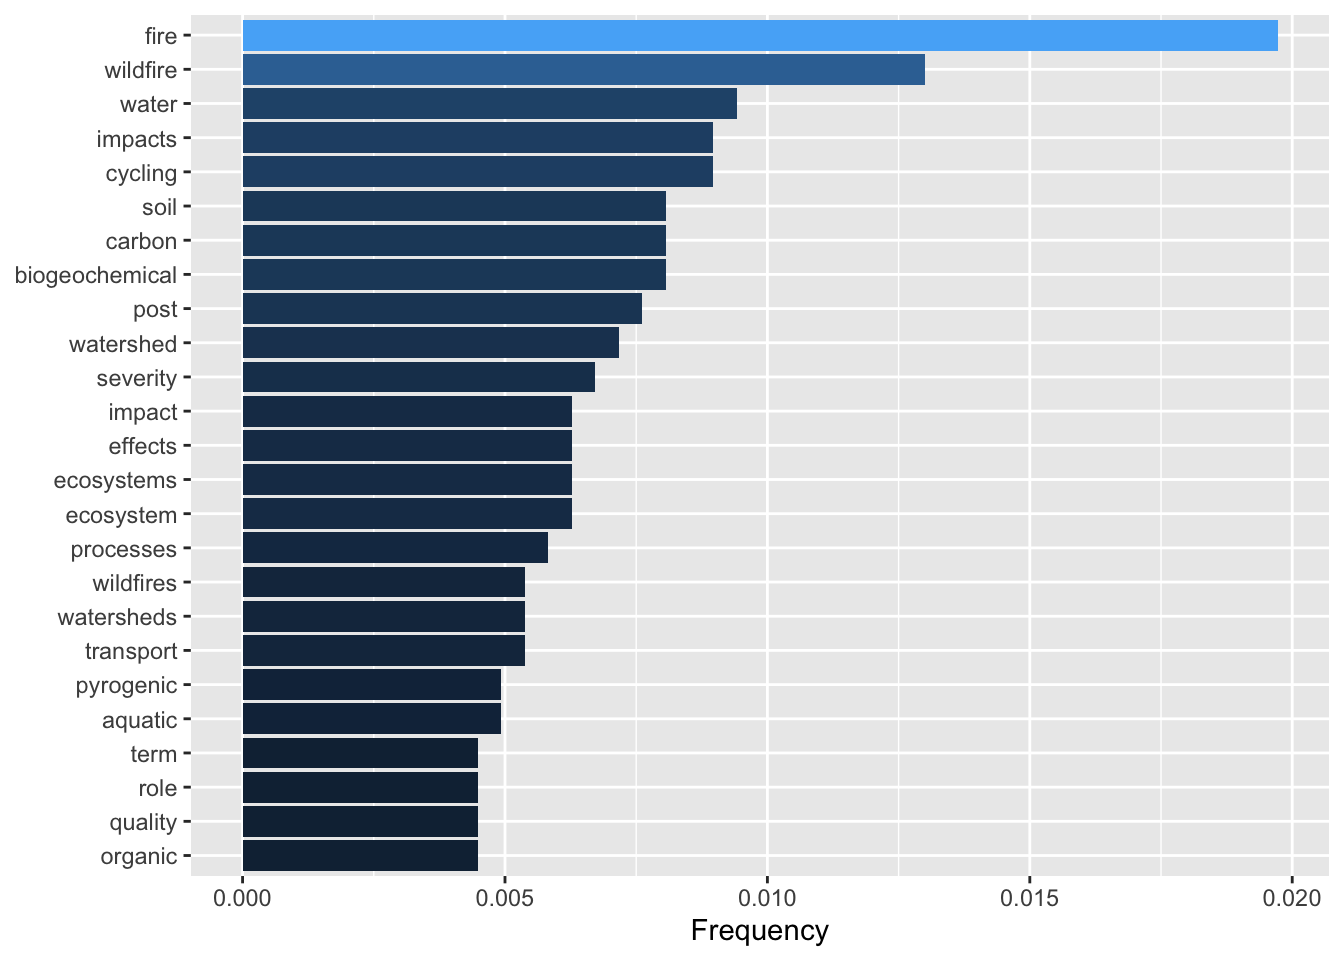 fire
wildfire
water
impacts
cycling
soil
carbon
biogeochemical
post
watershed
severity
impact
effects
ecosystems
ecosystem
processes
wildfires
watersheds
transport
pyrogenic
aquatic
term
role
quality
organic
0.000 0.005 0.010 0.015 0.020
Frequency